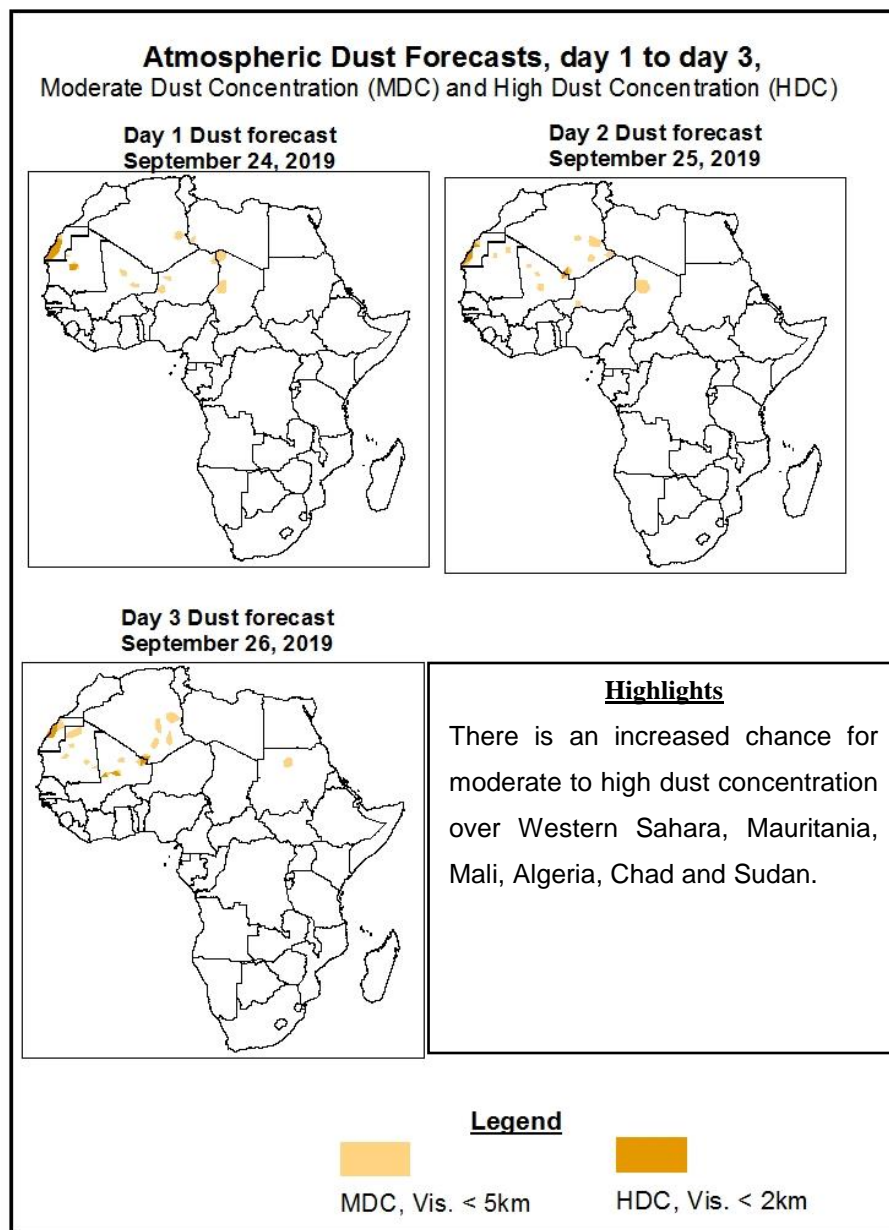 Atmospheric Dust Forecasts, day 1 to day 3,
Moderate Dust Concentration (MDC) and High Dust Concentration (HDC)
Day 1 Dust forecast
September 24, 2019
Day 2 Dust forecast
September 25, 2019
Day 3 Dust forecast
September 26, 2019
Highlights
There is an increased chance for
moderate to high dust concentration
over Western Sahara, Mauritania,
Mali, Algeria, Chad and Sudan.
Legend
MDC, Vis. < 5km
HDC, Vis. < 2km